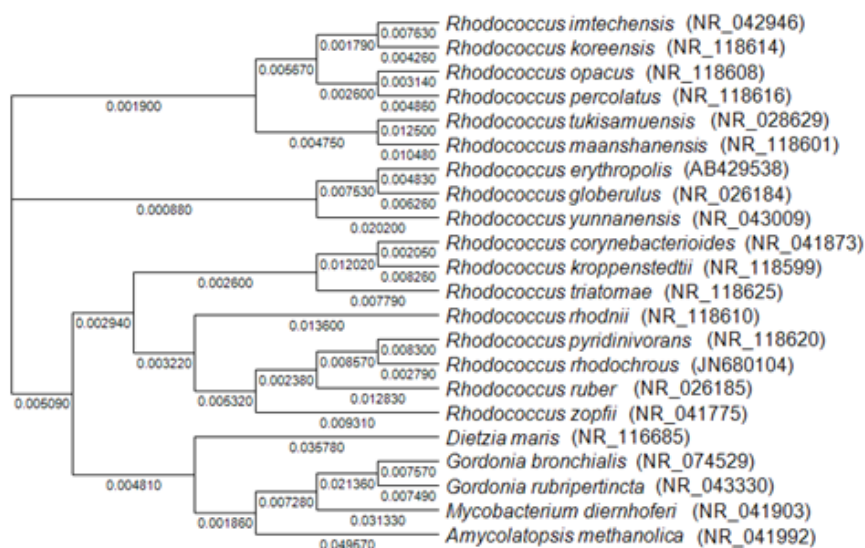 0.007630
Rhodococcus imtechensis (NR_042946)
0.001790
Rhodococcus koreensis (NR_118614)
0.004260
0.005670
Rhodococcus opacus (NR_118608)
0.003140
0.002600
Rhodococcus percolatus (NR_118616)
0.004860
0.001900
Rhodococcus tukisamuensis (NR_028629)
0.012500
0.004750
Rhodococcus maanshanensis (NR_118601)
0.010480
Rhodococcus erythropolis (AB429538)
0.004830
0.007530
Rhodococcus globerulus (NR_026184)
0.006260
0.000880
Rhodococcus yunnanensis (NR_043009)
0.020200
Rhodococcus corynebacterioides (NR_041873)
0.002050
0.012020
Rhodococcus kroppenstedtii (NR_118599)
0.008260
0.002600
Rhodococcus triatomae (NR_118625)
0.007790
0.002940
Rhodococcus rhodnii (NR_118610)
0.013600
Rhodococcus pyridinivorans (NR_118620)
0.008300
0.003220
0.008570
Rhodococcus rhodochrous (JN680104)
0.002790
0.002380
Rhodococcus ruber (NR_026185)
0.012830
0.005090
0.005320
Rhodococcus zopfii (NR_041775)
0.009310
Dietzia maris (NR_116685)
0.035780
Gordonia bronchialis (NR_074529)
0.007570
0.004810
0.021360
Gordonia rubripertincta (NR_043330)
0.007490
0.007280
Mycobacterium diernhoferi (NR_041903)
0.031330
0.001860
Amycolatopsis methanolica (NR_041992)
0.049570